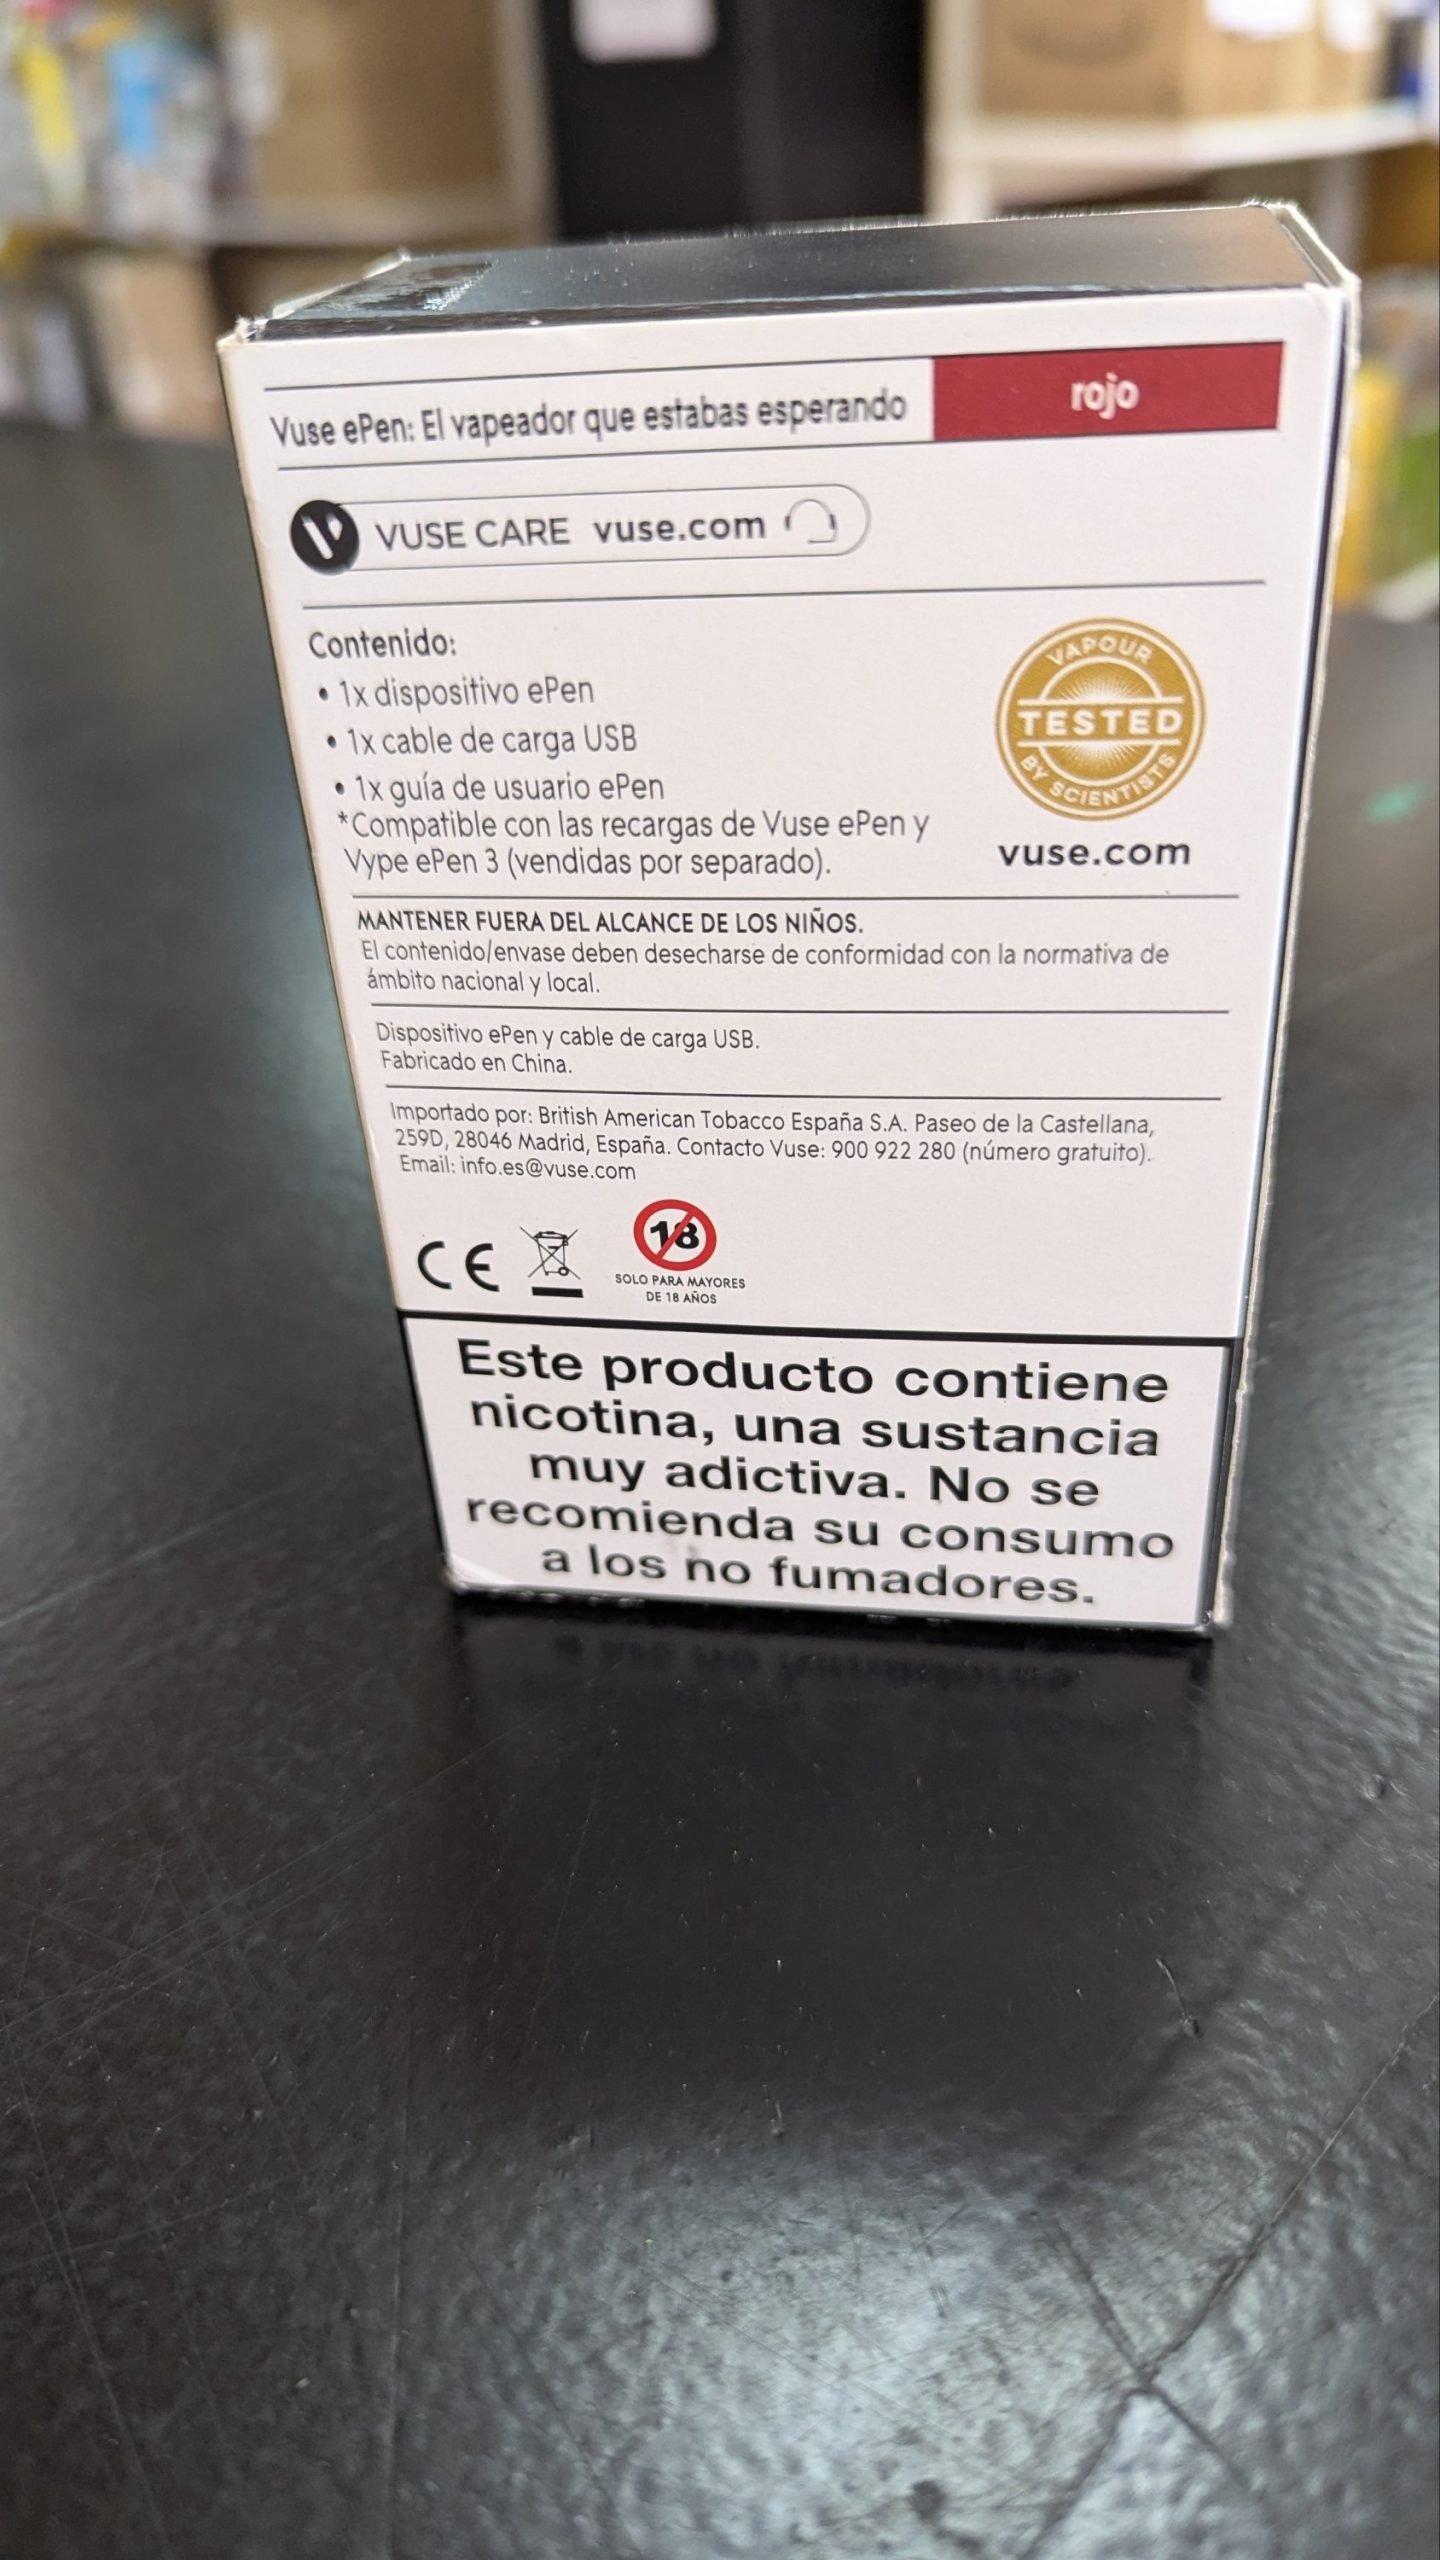 Vuse ePen: El vapeador que estabas esperando
rojo
VUSE CARE vuse.com
Contenido:
• 1x dispositivo ePen
• 1x cable de carga USB
• 1x guía de usuario ePen
*Compatible con las recargas de Vuse ePen y
Vype ePen 3 (vendidas por separado).
VAPOUR
TESTED
BY SCIENTISTS
vuse.com
MANTENER FUERA DEL ALCANCE DE LOS NIÑOS.
El contenido/envase deben desecharse de conformidad con la normativa de
ámbito nacional y local.
Dispositivo ePen y cable de carga USB.
Fabricado en China.
Importado por: British American Tobacco España S.A. Paseo de la Castellana,
259D, 28046 Madrid, España. Contacto Vuse: 900 922 280 (número gratuito).
Email: info.es@vuse.com
CE
18
SOLO PARA MAYORES
DE 18 AÑOS
Este producto contiene
nicotina, una sustancia
muy adictiva. No se
recomienda su consumo
a los no fumadores.